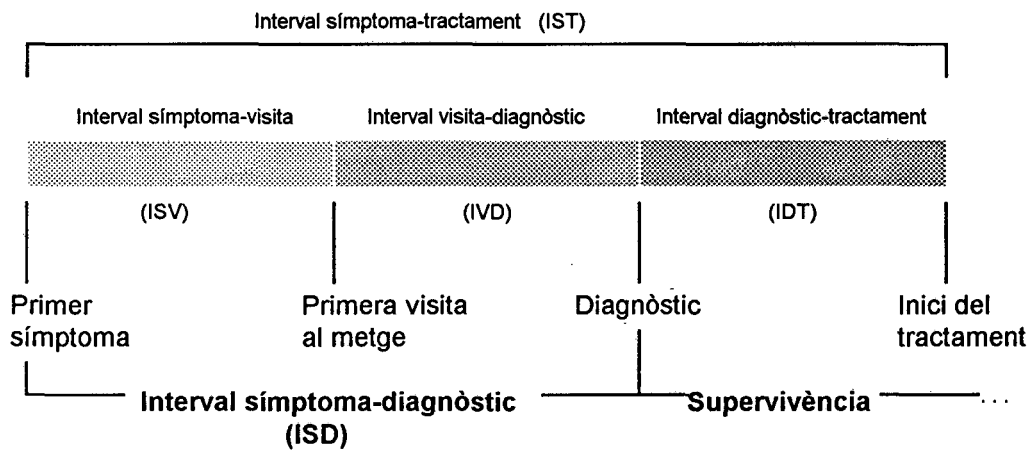 Interval símptoma-tractament (IST)
Interval símptoma-visita Interval visita-diagnòstic Interval diagnòstic-tractament
(ISV) (IVD) (IDT)
Primer Primera visita Diagnòstic Inici del
símptoma al metge tractament
Interval símptoma-diagnòstic Supervivència ...
(ISD)